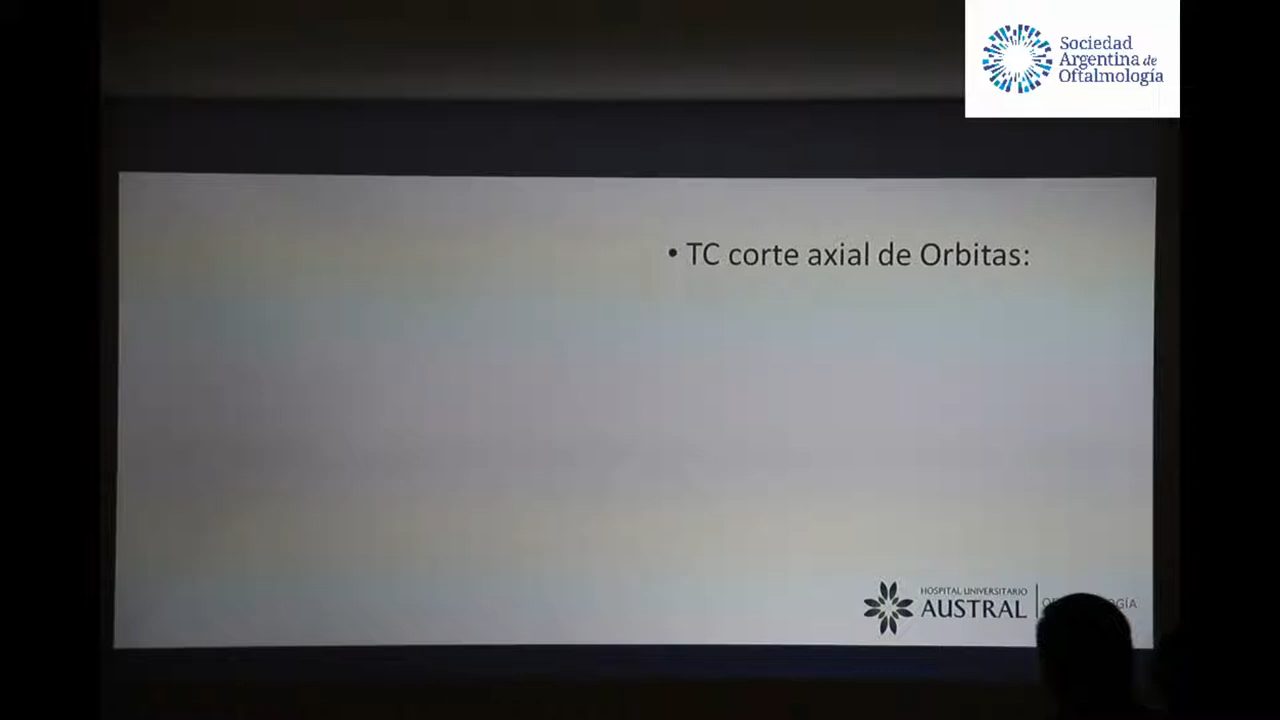 Sociedad
Argentina de
Oftalmología
• TC corte axial de Orbitas:
HOSPITAL UNIVERSITARIO
AUSTRAL